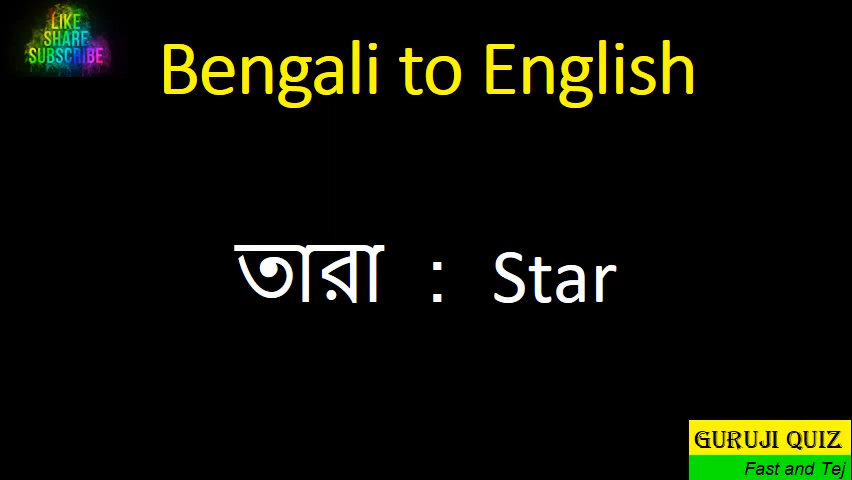 LIKE
SHARE
SUBSCRIBE
Bengali to English
তারা : Star
GURUJI QUIZ
Fast and Tej